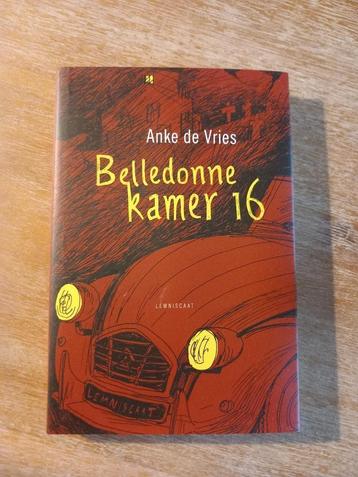 Anke de Vries
Belledonne
kamer 16
LEMNISCAAT
LEMNISCAAT